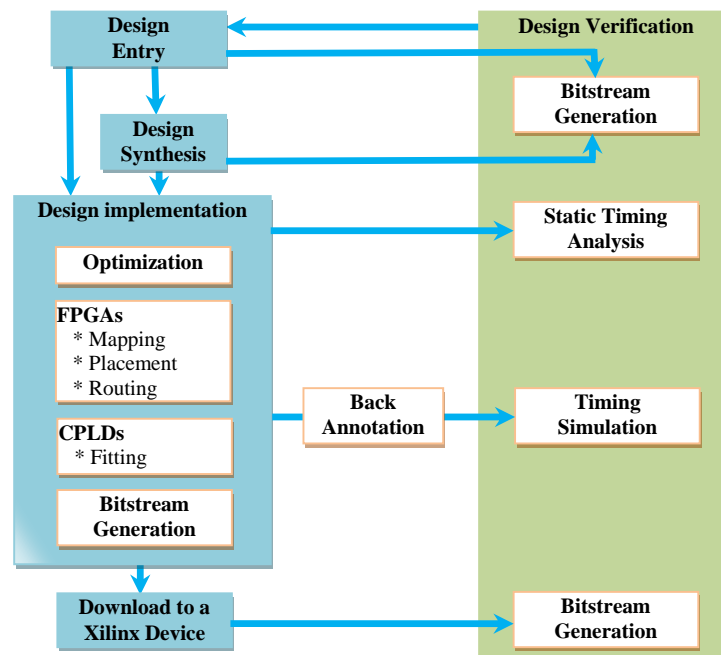 Design
Entry
Design Verification
Bitstream
Generation
Design
Synthesis
Design implementation
Static Timing
Analysis
Optimization
FPGAs
* Mapping
* Placement
* Routing
Back
Annotation
Timing
Simulation
CPLDs
* Fitting
Bitstream
Generation
Download to a
Xilinx Device
Bitstream
Generation